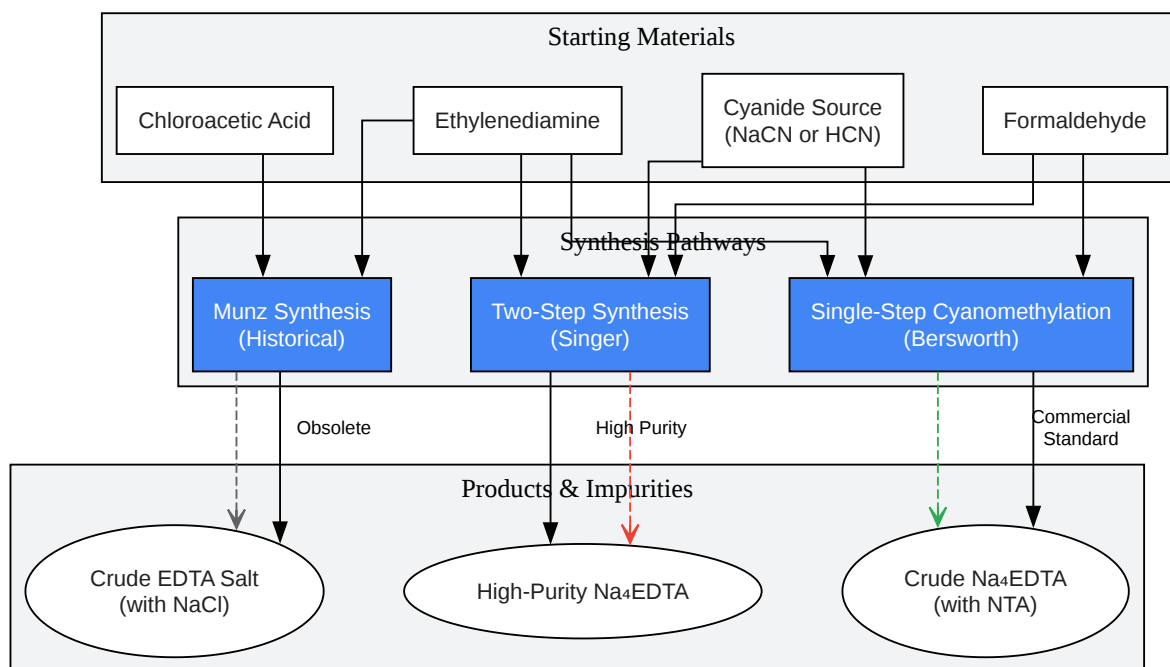 Starting Materials
Chloroacetic Acid
Ethylenediamine
Cyanide Source
(NaCN or HCN)
Formaldehyde
Synthesis Pathways
Munz Synthesis
(Historical)
Two-Step Synthesis
(Singer)
Single-Step Cyanomethylation
(Bersworth)
Obsolete
High Purity
Commercial
Standard
Products & Impurities
Crude EDTA Salt
(with NaCl)
High-Purity Na₄EDTA
Crude Na₄EDTA
(with NTA)